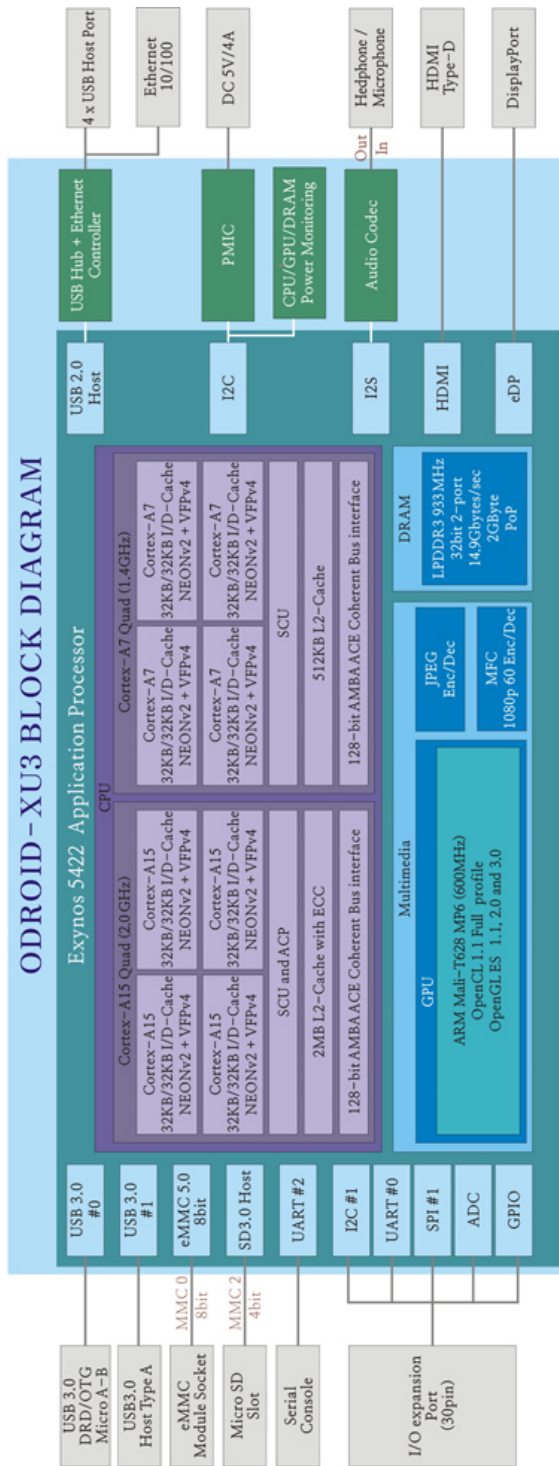 ODROID-XU3 BLOCK DIAGRAM
Exynos 5422 Application Processor
USB 3.0
DRD/OTG
Micro A-B
USB 3.0
#0
USB3.0
Host Type A
USB 3.0
#1
eMMC
Module Socket
MMC 0
8bit
eMMC 5.0
8bit
Micro SD
Slot
MMC 2
4bit
SD3.0 Host
Serial
Console
UART #2
I/O expansion
Port
(30pin)
I2C #1
UART #0
SPI #1
ADC
GPIO
CPU
Cortex-A15 Quad (2.0 GHz)
Cortex-A15
32KB/32KB I/D-Cache
NEONv2 + VFPv4
Cortex-A15
32KB/32KB I/D-Cache
NEONv2 + VFPv4
Cortex-A15
32KB/32KB I/D-Cache
NEONv2 + VFPv4
Cortex-A15
32KB/32KB I/D-Cache
NEONv2 + VFPv4
SCU and ACP
2MB L2-Cache with ECC
128-bit AMBA ACE Coherent Bus interface
Cortex-A7 Quad (1.4GHz)
Cortex-A7
32KB/32KB I/D-Cache
NEONv2 + VFPv4
Cortex-A7
32KB/32KB I/D-Cache
NEONv2 + VFPv4
Cortex-A7
32KB/32KB I/D-Cache
NEONv2 + VFPv4
Cortex-A7
32KB/32KB I/D-Cache
NEONv2 + VFPv4
SCU
512KB L2-Cache
128-bit AMBA ACE Coherent Bus interface
Multimedia
GPU
ARM Mali-T628 MP6 (600MHz)
OpenCL 1.1 Full profile
OpenGL ES 1.1, 2.0 and 3.0
JPEG
Enc/Dec
MFC
1080p 60 Enc/Dec
DRAM
LPDDR3 933 MHz
32bit 2-port
14.9Gbytes/sec
2GByte
PoP
USB 2.0
Host
USB Hub + Ethernet
Controller
4 x USB Host Port
Ethernet
10/100
I2C
PMIC
DC 5V/4A
CPU/GPU/DRAM
Power Monitoring
I2S
Audio Codec
Out
In
Hedphone /
Microphone
HDMI
HDMI
Type-D
eDP
DisplayPort